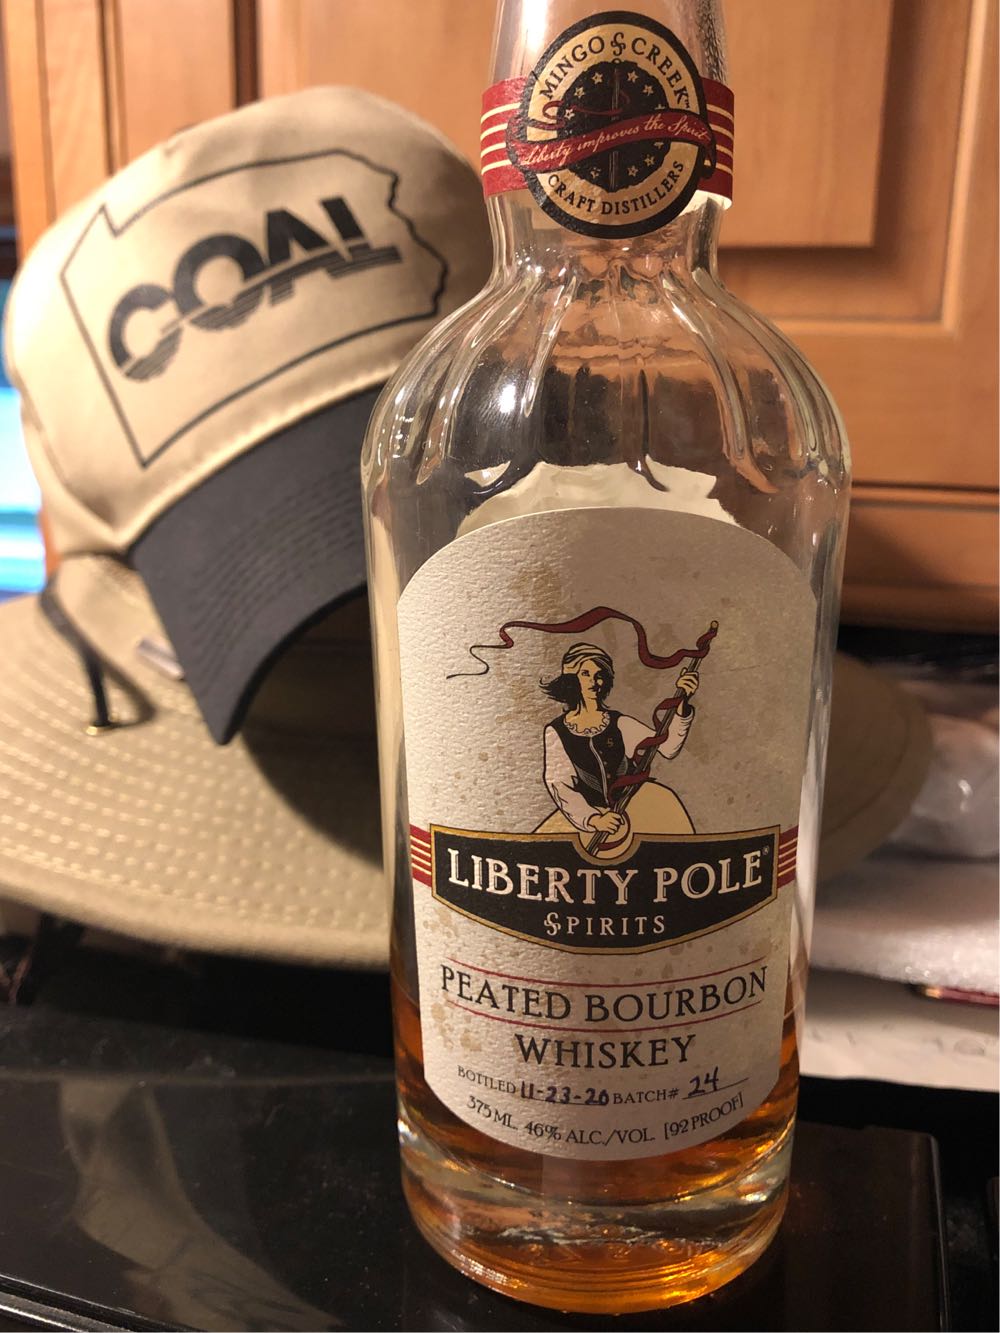 MINGO CREEK™
Liberty improves the Spirit
CRAFT DISTILLERS
COAL
LIBERTY POLE®
SPIRITS
PEATED BOURBON
WHISKEY
BOTTLED 11-23-20 BATCH# 24
375 ML. 46% ALC./VOL. [92 PROOF]